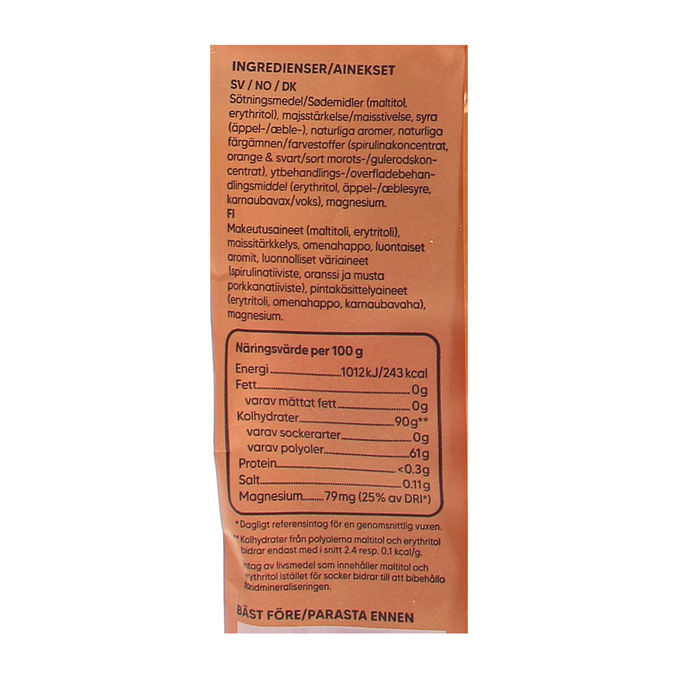 INGREDIENSER/AINEKSET
SV / NO / DK
Sötningsmedel/Sødemidler (maltitol,
erythritol), majsstärkelse/maisstivelse, syra
(äppel-/æble-), naturliga aromer, naturliga
färgämnen/farvestoffer (spirulinakoncentrat,
orange & svart/sort morots-/gulerodskon-
centrat), ytbehandlings-/overfladebehan-
dlingsmiddel (erythritol, äppel-/æblesyre,
karnaubavax/voks), magnesium.
FI
Makeutusaineet (maltitoli, erytritoli),
maissitärkkelys, omenahappo, luontaiset
aromit, luonnolliset väriaineet
(spirulinatiiviste, oranssi ja musta
porkkanatiiviste), pintakäsittelyaineet
(erytritoli, omenahappo, karnaubavaha),
magnesium.
Näringsvärde per 100 g
Energi..............1012kJ/243 kcal
Fett..............0g
varav mättat fett..............0g
Kolhydrater..............90g**
varav sockerarter..............0g
varav polyoler..............61g
Protein..............<0.3g
Salt..............0.11g
Magnesium........79mg (25% av DRI*)
*Dagligt referensintag för en genomsnittlig vuxen.
** Kolhydrater från polyolerna maltitol och erythritol
bidrar endast med i snitt 2.4 resp. 0.1 kcal/g.
ntag av livsmedel som innehåller maltitol och
erythritol istället för socker bidrar till att bibehålla
andmineraliseringen.
BÄST FÖRE/PARASTA ENNEN